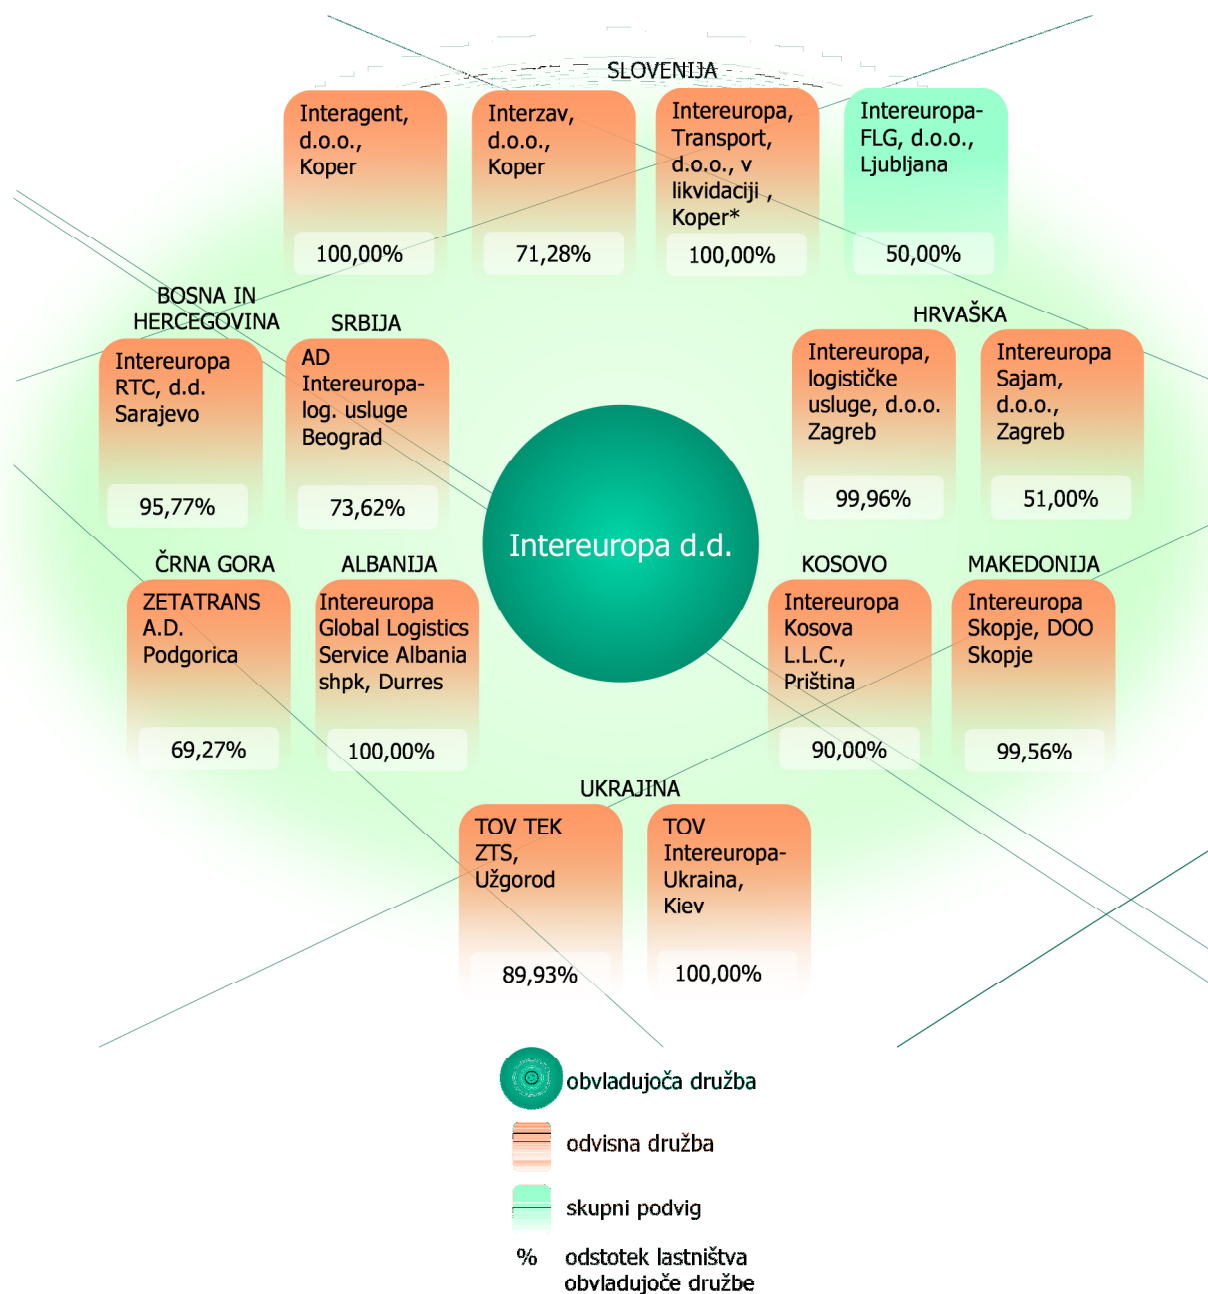 SLOVENIJA
Interagent,
d.o.o.,
Koper
100,00%
Interzav,
d.o.o.,
Koper
71,28%
Intereuropa,
Transport,
d.o.o., v
likvidaciji ,
Koper*
100,00%
Intereuropa-
FLG, d.o.o.,
Ljubljana
50,00%
BOSNA IN
HERCEGOVINA
Intereuropa
RTC, d.d.
Sarajevo
95,77%
SRBIJA
AD
Intereuropa-
log. usluge
Beograd
73,62%
HRVAŠKA
Intereuropa,
logističke
usluge, d.o.o.
Zagreb
99,96%
Intereuropa
Sajam,
d.o.o.,
Zagreb
51,00%
Intereuropa d.d.
ČRNA GORA
ZETATRANS
A.D.
Podgorica
69,27%
ALBANIJA
Intereuropa
Global Logistics
Service Albania
shpk, Durres
100,00%
KOSOVO
Intereuropa
Kosova
L.L.C.,
Priština
90,00%
MAKEDONIJA
Intereuropa
Skopje, DOO
Skopje
99,56%
UKRAJINA
TOV TEK
ZTS,
Užgorod
89,93%
TOV
Intereuropa-
Ukraina,
Kiev
100,00%
obvladujoča družba
odvisna družba
skupni podvig
% odstotek lastništva
obvladujoče družbe